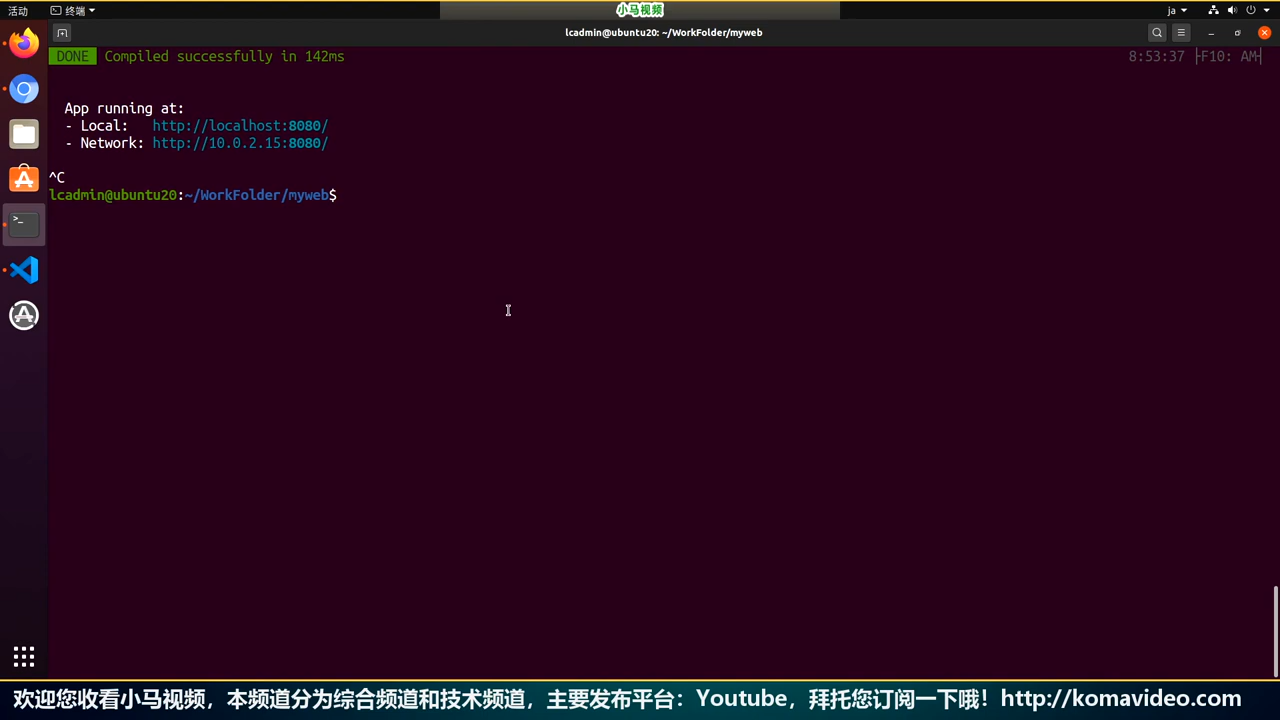 活动
终端
小马视频
ja
lcadmin@ubuntu20: ~/WorkFolder/myweb
DONE Compiled successfully in 142ms
8:53:37 ├F10: AM┤
App running at:
- Local: http://localhost:8080/
- Network: http://10.0.2.15:8080/
^C
lcadmin@ubuntu20:~/WorkFolder/myweb$
欢迎您收看小马视频，本频道分为综合频道和技术频道，主要发布平台：Youtube，拜托您订阅一下哦！http://komavideo.com